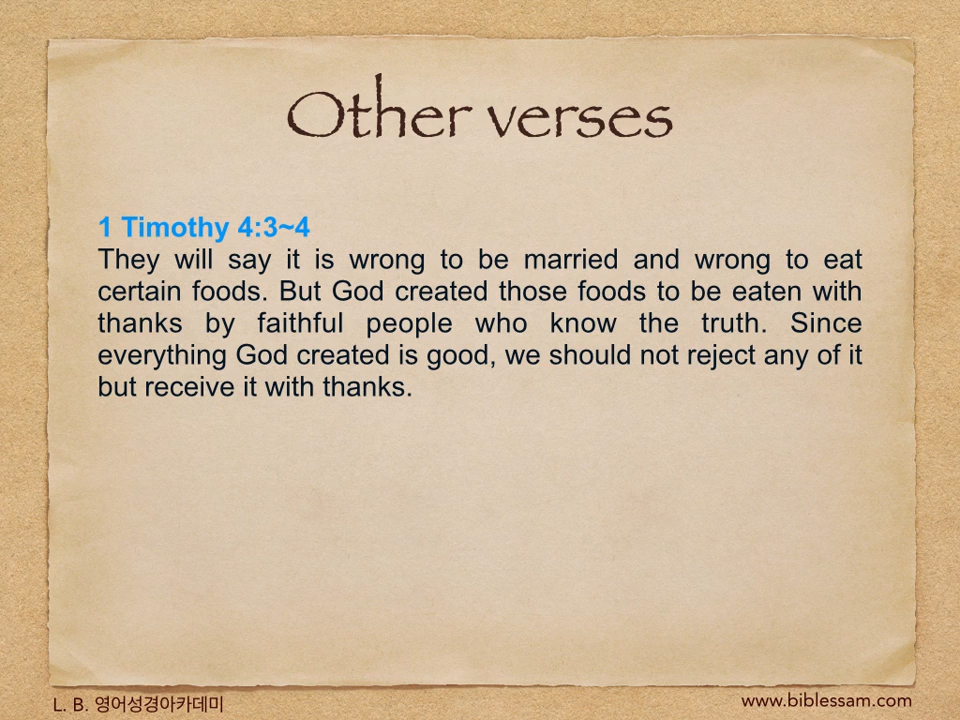 Other verses
1 Timothy 4:3~4
They will say it is wrong to be married and wrong to eat
certain foods. But God created those foods to be eaten with
thanks by faithful people who know the truth. Since
everything God created is good, we should not reject any of it
but receive it with thanks.
L. B. 영어성경아카데미
www.biblessam.com